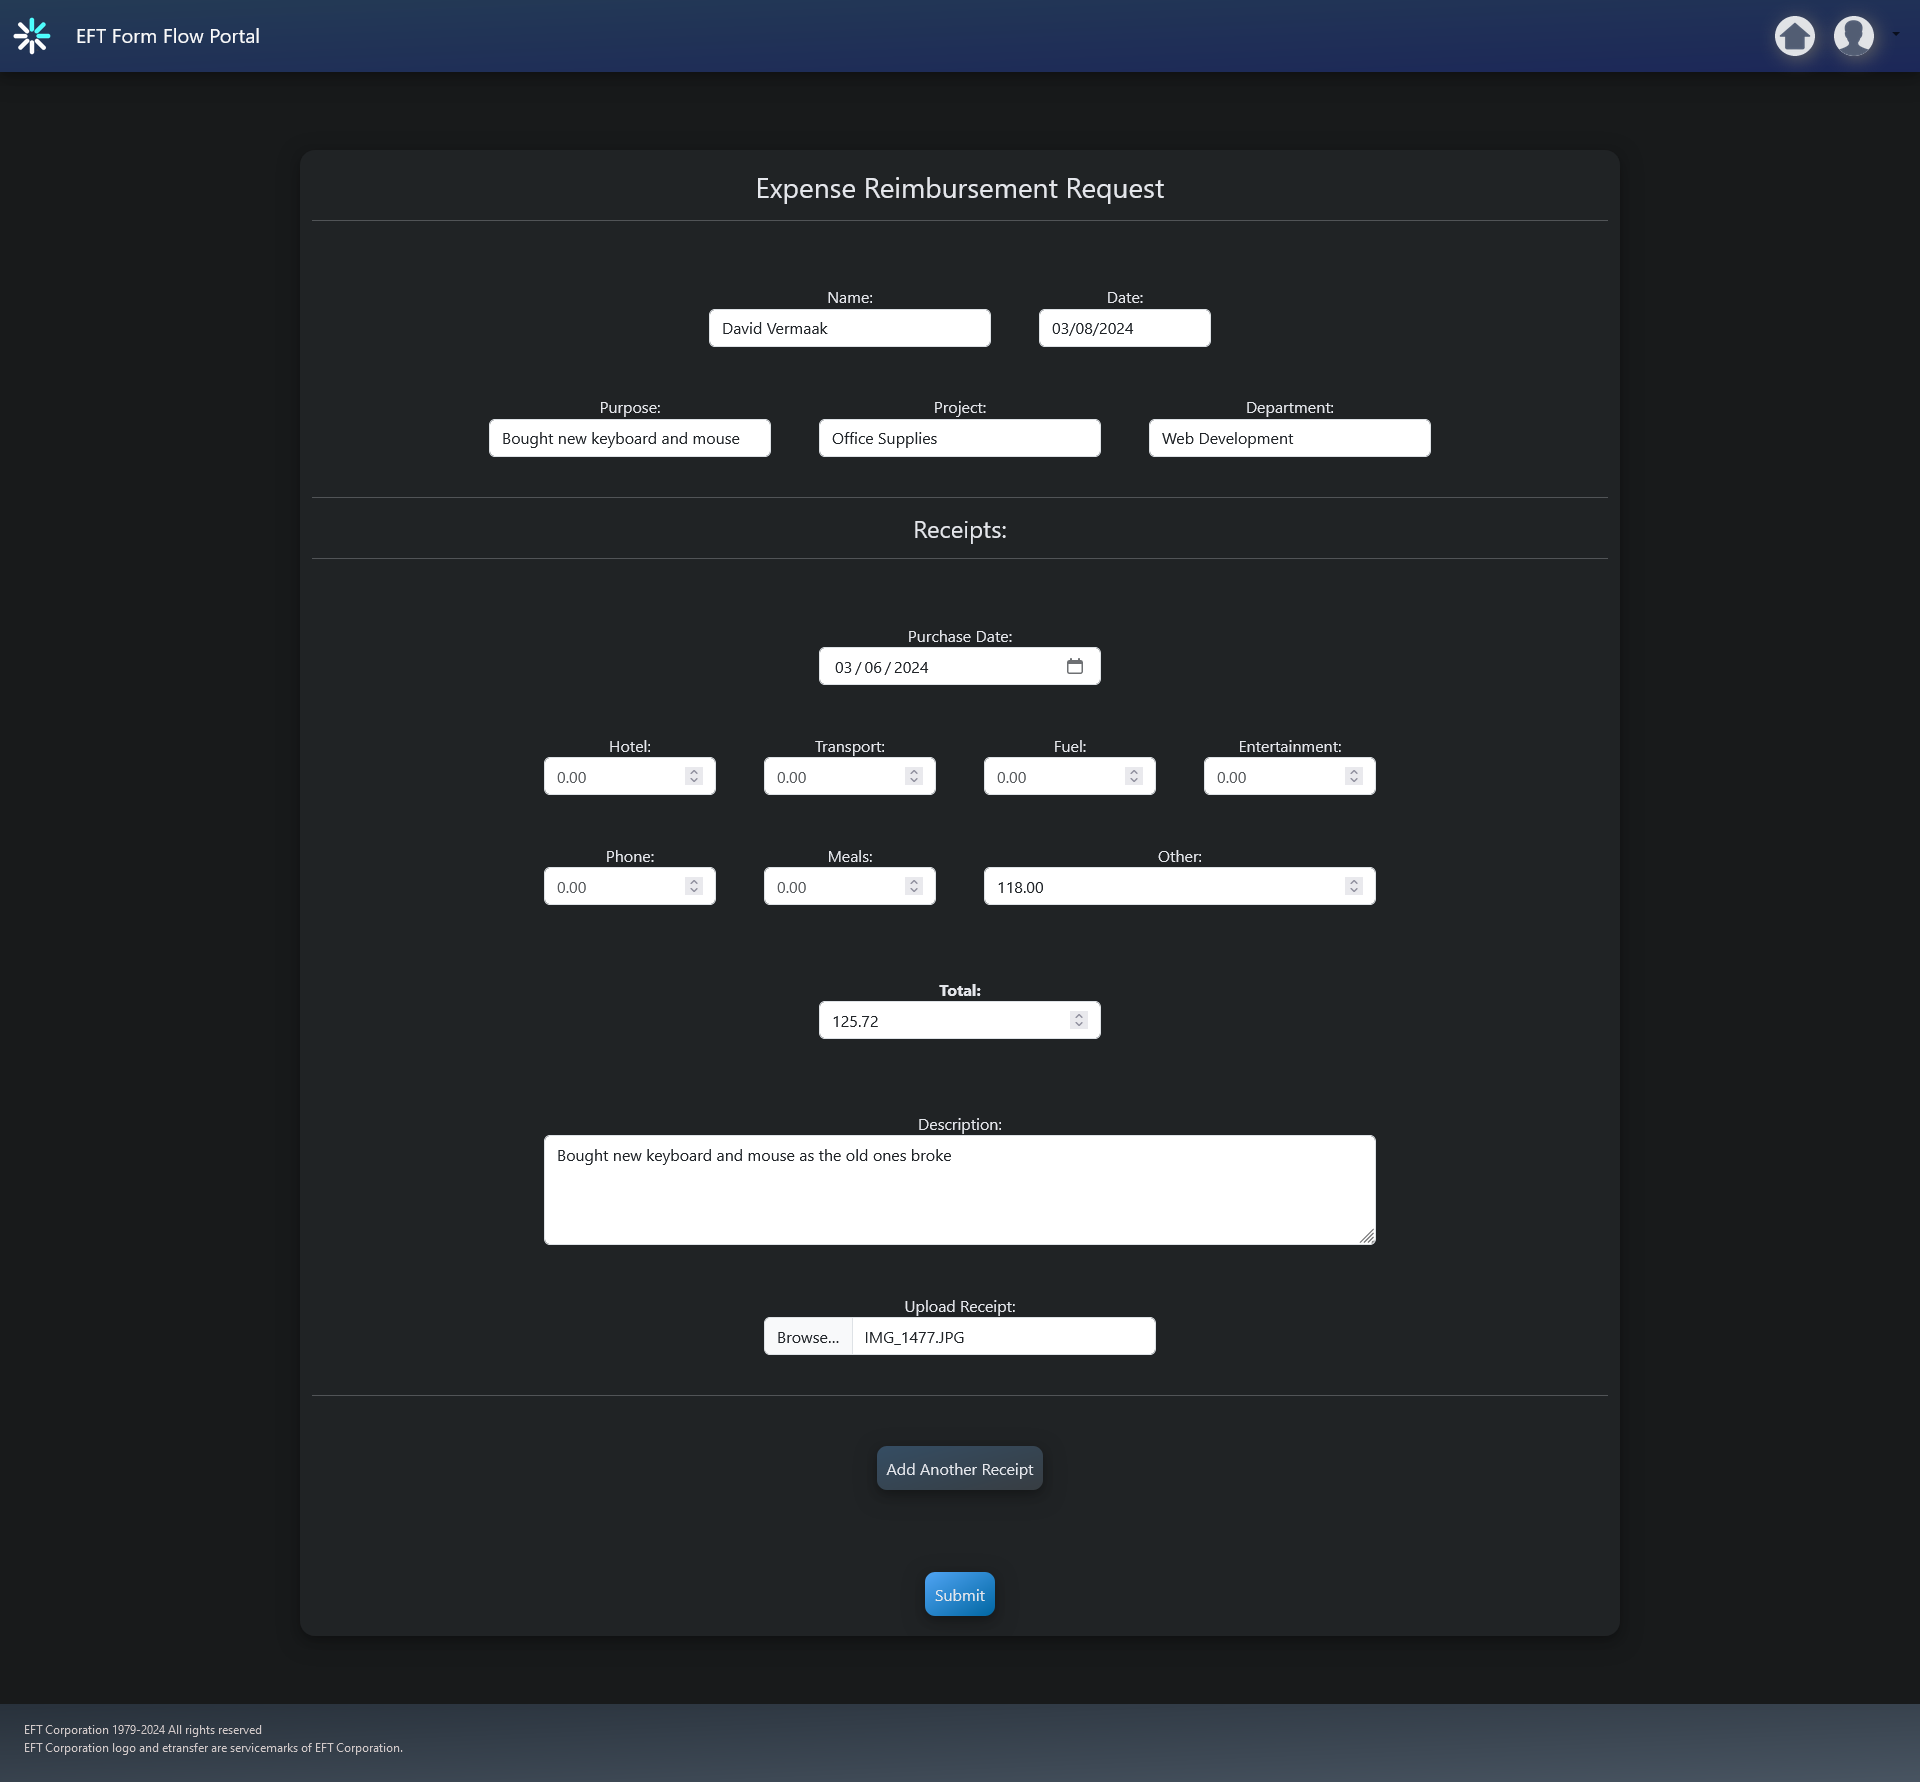 EFT Form Flow Portal
Expense Reimbursement Request
Name: Date:
David Vermaak 03/08/2024
Purpose: Project: Department:
Bought new keyboard and mouse Office Supplies Web Development
Receipts:
Purchase Date:
03/06/2024
Hotel: Transport: Fuel: Entertainment:
0.00 0.00 0.00 0.00
Phone: Meals: Other:
0.00 0.00 118.00
Total:
125.72
Description:
Bought new keyboard and mouse as the old ones broke
Upload Receipt:
Browse... IMG_1477.JPG
Add Another Receipt
Submit
EFT Corporation 1979-2024 All rights reserved
EFT Corporation logo and etransfer are servicemarks of EFT Corporation.